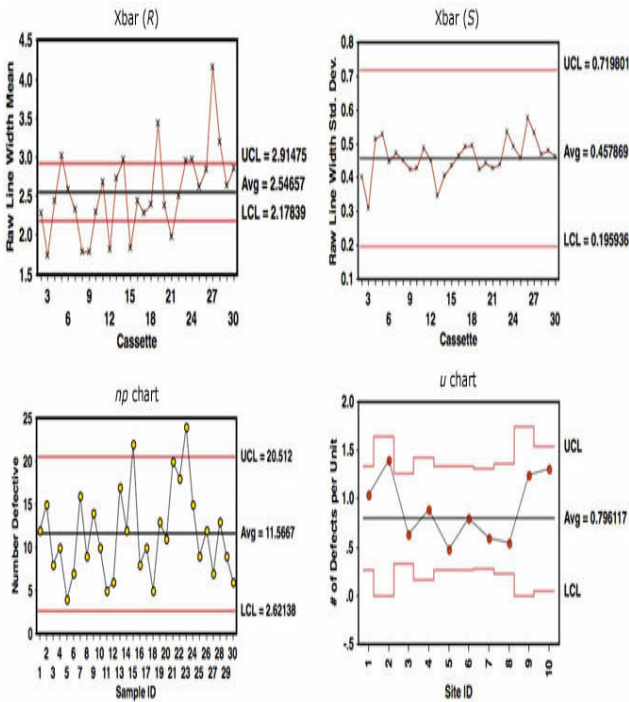 Xbar (R)
Raw Line Width Mean
4.5
4.0
3.5
3.0
2.5
2.0
1.5
UCL = 2.91475
Avg = 2.54657
LCL = 2.17839
3 9 15 21 27
6 12 18 24 30
Cassette
Xbar (S)
Raw Line Width Std. Dev.
0.8
0.7
0.6
0.5
0.4
0.3
0.2
0.1
UCL = 0.719801
Avg = 0.457869
LCL = 0.195936
3 9 15 21 27
6 12 18 24 30
Cassette
np chart
Number Defective
25
20
15
10
5
0
UCL = 20.512
Avg = 11.5667
LCL = 2.62138
2 4 6 8 10 12 14 16 18 20 22 24 26 28 30
1 3 5 7 9 11 13 15 17 19 21 23 25 27 29
Sample ID
u chart
# of Defects per Unit
2.0
1.5
1.0
.5
.0
-.5
UCL
Avg = 0.796117
LCL
1 2 3 4 5 6 7 8 9 10
Site ID